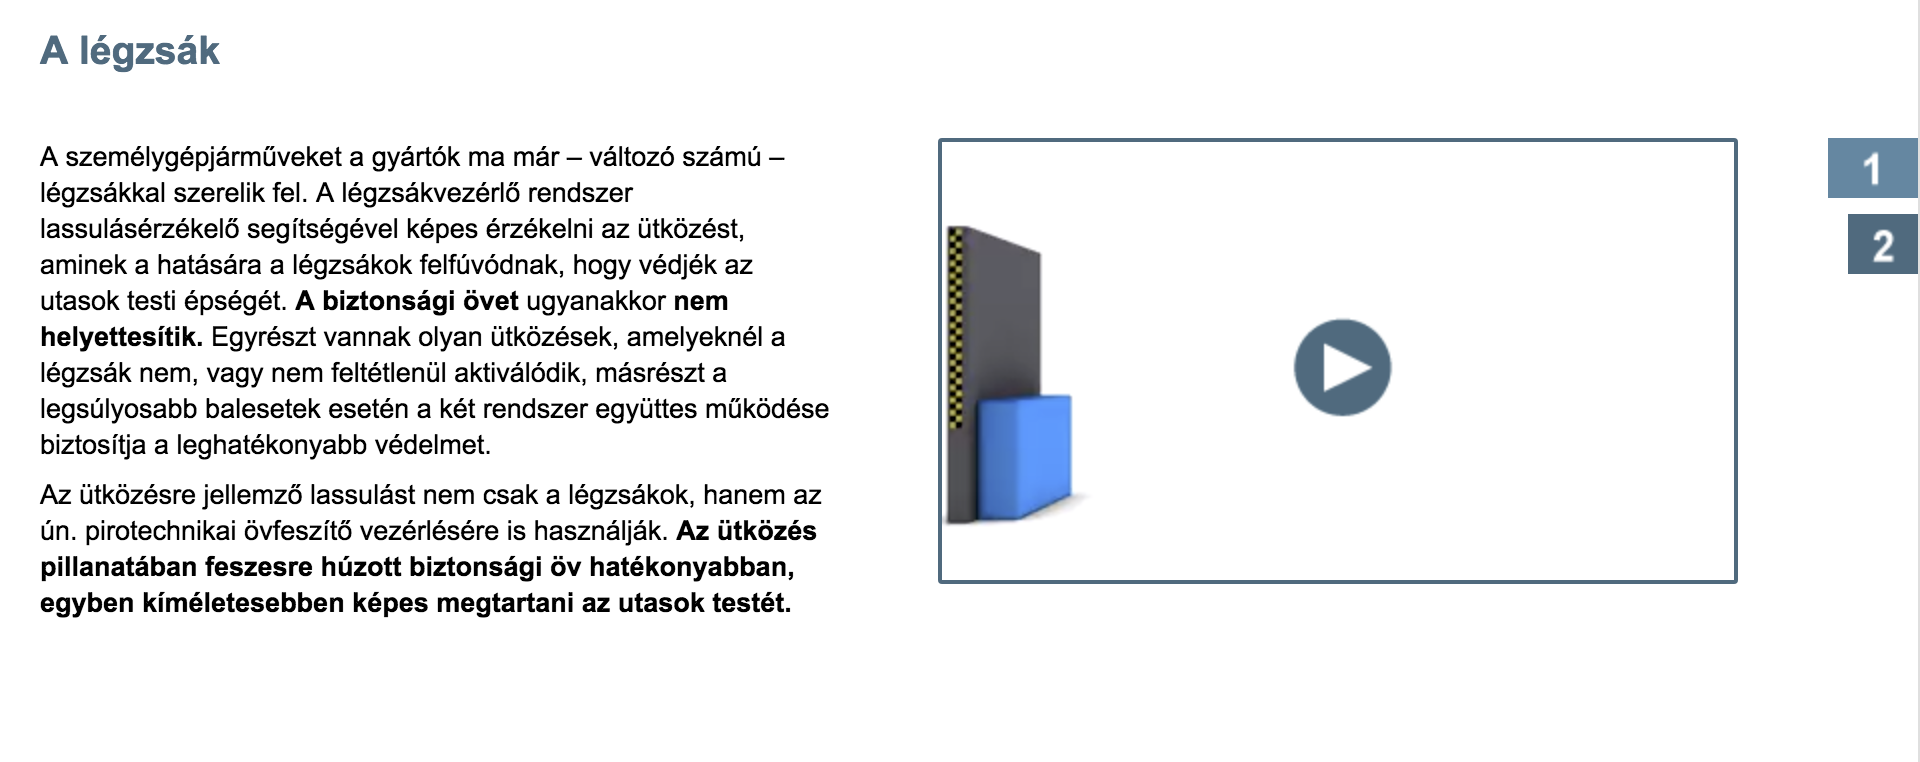 A légzsák
A személygépjárműveket a gyártók ma már – változó számú –
légzsákkal szerelik fel. A légzsákvezérlő rendszer
lassulásérzékelő segítségével képes érzékelni az ütközést,
aminek a hatására a légzsákok felfúvódnak, hogy védjék az
utasok testi épségét. A biztonsági övet ugyanakkor nem
helyettesítik. Egyrészt vannak olyan ütközések, amelyeknél a
légzsák nem, vagy nem feltétlenül aktiválódik, másrészt a
legsúlyosabb balesetek esetén a két rendszer együttes működése
biztosítja a leghatékonyabb védelmet.
Az ütközésre jellemző lassulást nem csak a légzsákok, hanem az
ún. pirotechnikai övfeszítő vezérlésére is használják. Az ütközés
pillanatában feszesre húzott biztonsági öv hatékonyabban,
egyben kíméletesebben képes megtartani az utasok testét.
1
2